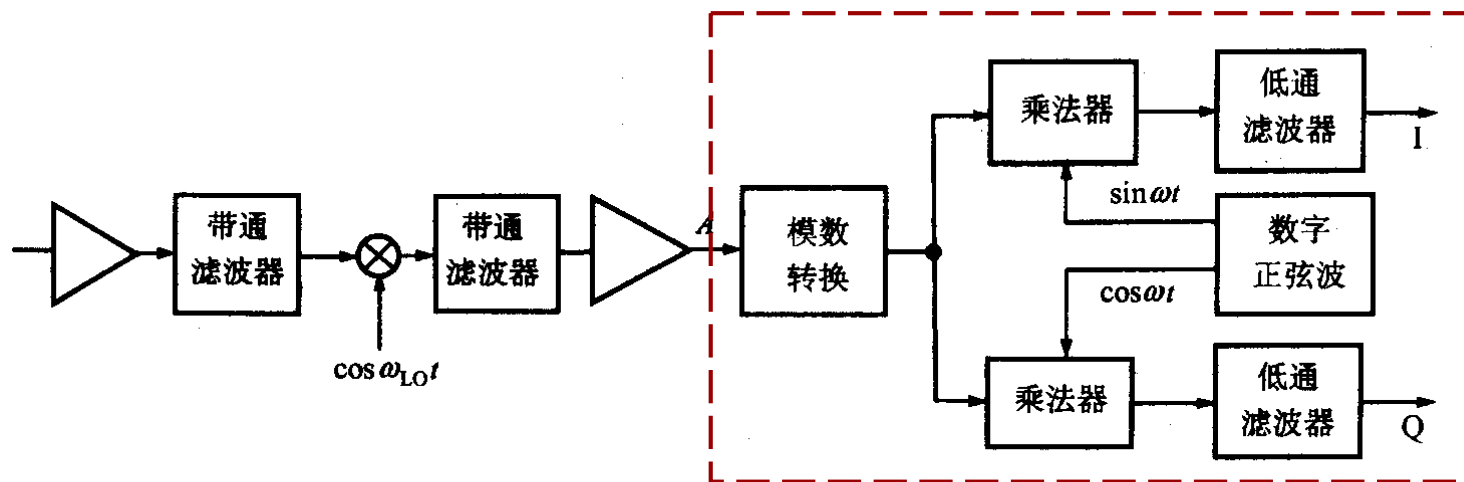 带通
滤波器
cos ω_LO t
带通
滤波器
A
模数
转换
乘法器
低通
滤波器
I
sin ωt
数字
正弦波
cos ωt
乘法器
低通
滤波器
Q